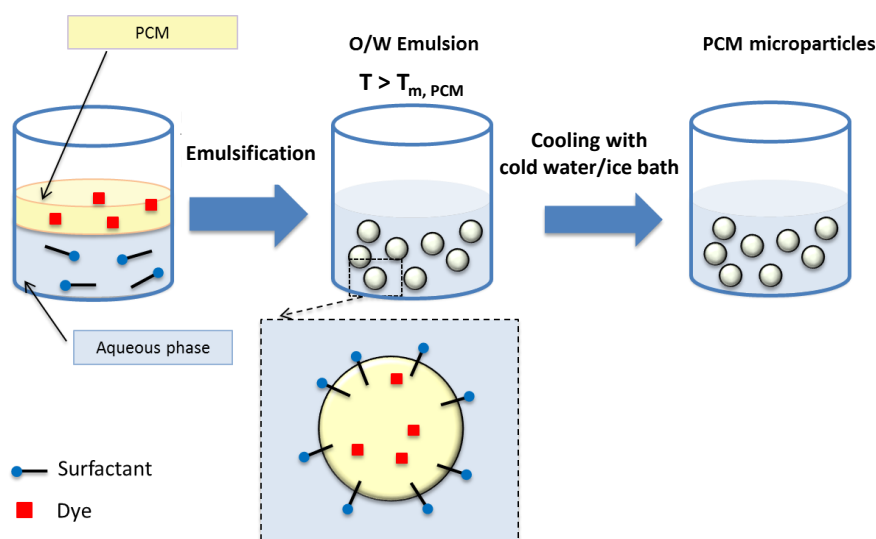 PCM
O/W Emulsion
T > Tm, PCM
PCM microparticles
Emulsification
Cooling with
cold water/ice bath
Aqueous phase
Surfactant
Dye